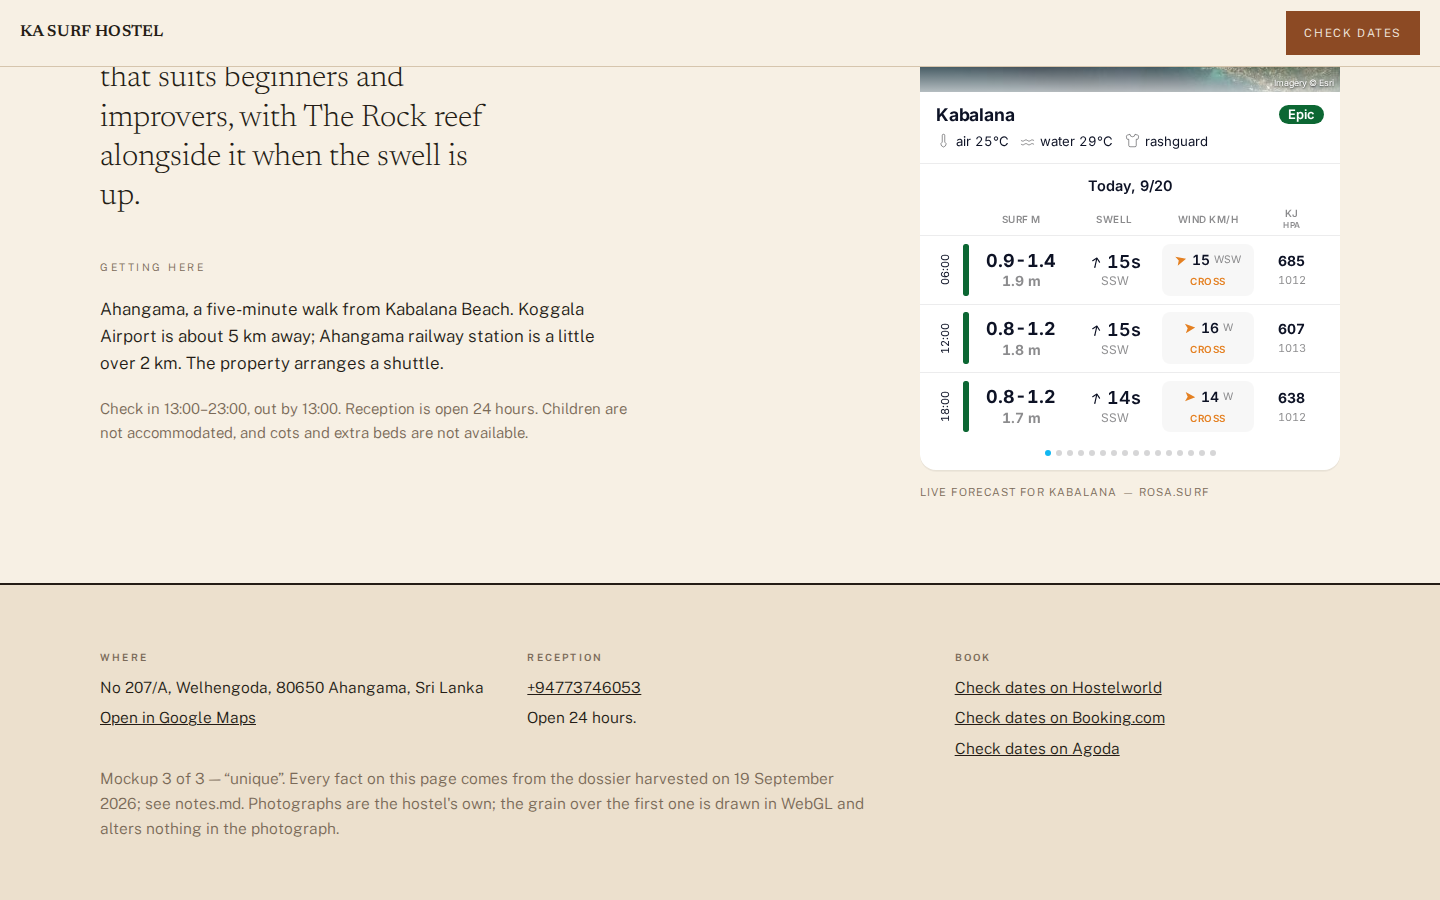 KA SURF HOSTEL
CHECK DATES
that suits beginners and
improvers, with The Rock reef
alongside it when the swell is
up.
GETTING HERE
Ahangama, a five-minute walk from Kabalana Beach. Koggala
Airport is about 5 km away; Ahangama railway station is a little
over 2 km. The property arranges a shuttle.
Check in 13:00–23:00, out by 13:00. Reception is open 24 hours. Children are
not accommodated, and cots and extra beds are not available.
Imagery © Esri
Kabalana
Epic
air 25°C water 29°C rashguard
Today, 9/20
SURF M SWELL WIND KM/H KJ
HPA
06:00 0.9-1.4 15s 15 WSW 685
1.9 m SSW CROSS 1012
12:00 0.8-1.2 15s 16 W 607
1.8 m SSW CROSS 1013
18:00 0.8-1.2 14s 14 W 638
1.7 m SSW CROSS 1012
LIVE FORECAST FOR KABALANA — ROSA.SURF
WHERE
No 207/A, Welhengoda, 80650 Ahangama, Sri Lanka
Open in Google Maps
RECEPTION
+94773746053
Open 24 hours.
BOOK
Check dates on Hostelworld
Check dates on Booking.com
Check dates on Agoda
Mockup 3 of 3 — “unique”. Every fact on this page comes from the dossier harvested on 19 September
2026; see notes.md. Photographs are the hostel's own; the grain over the first one is drawn in WebGL and
alters nothing in the photograph.